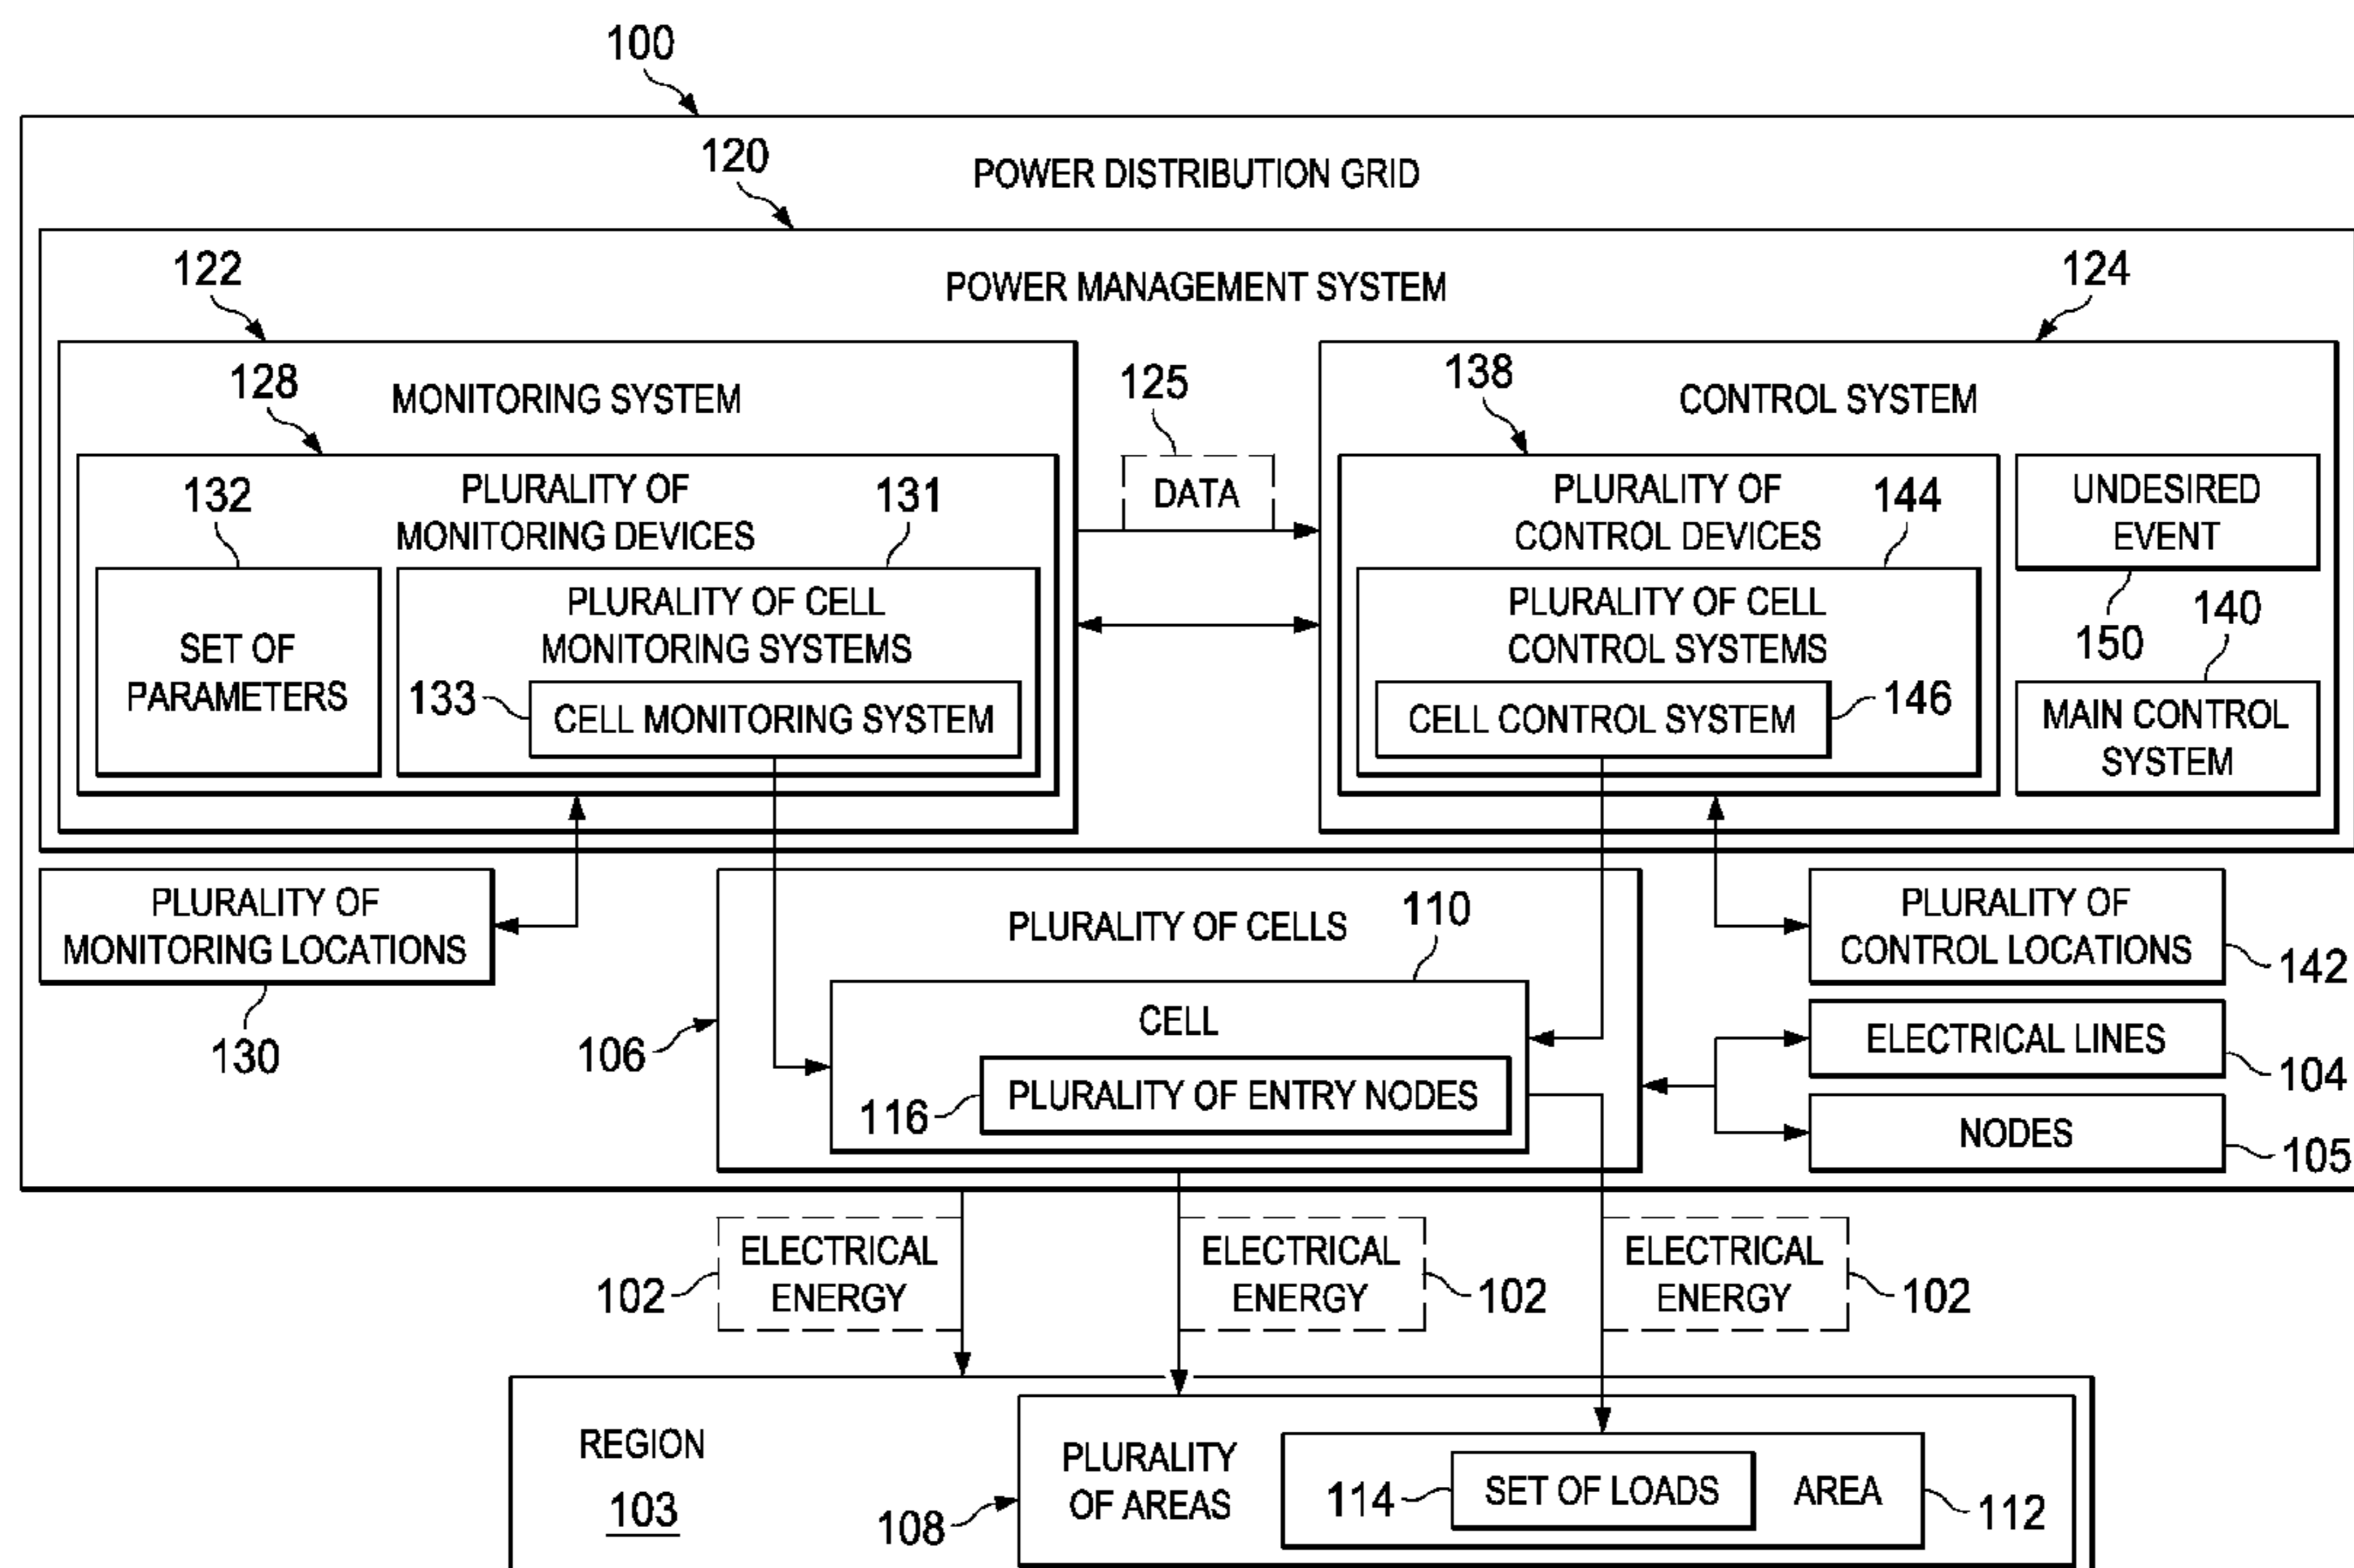 100
POWER DISTRIBUTION GRID
120
POWER MANAGEMENT SYSTEM
122
124
MONITORING SYSTEM
128
125
DATA
138
CONTROL SYSTEM
132
PLURALITY OF
MONITORING DEVICES
131
SET OF
PARAMETERS
PLURALITY OF CELL
MONITORING SYSTEMS
133
CELL MONITORING SYSTEM
PLURALITY OF
CONTROL DEVICES
144
PLURALITY OF CELL
CONTROL SYSTEMS
CELL CONTROL SYSTEM
146
UNDESIRED
EVENT
150
140
MAIN CONTROL
SYSTEM
PLURALITY OF
MONITORING LOCATIONS
130
PLURALITY OF CELLS
110
106
CELL
116
PLURALITY OF ENTRY NODES
PLURALITY OF
CONTROL LOCATIONS
142
ELECTRICAL LINES
104
NODES
105
102
ELECTRICAL
ENERGY
ELECTRICAL
ENERGY
102
ELECTRICAL
ENERGY
102
REGION
103
108
PLURALITY
OF AREAS
114
SET OF LOADS
AREA
112